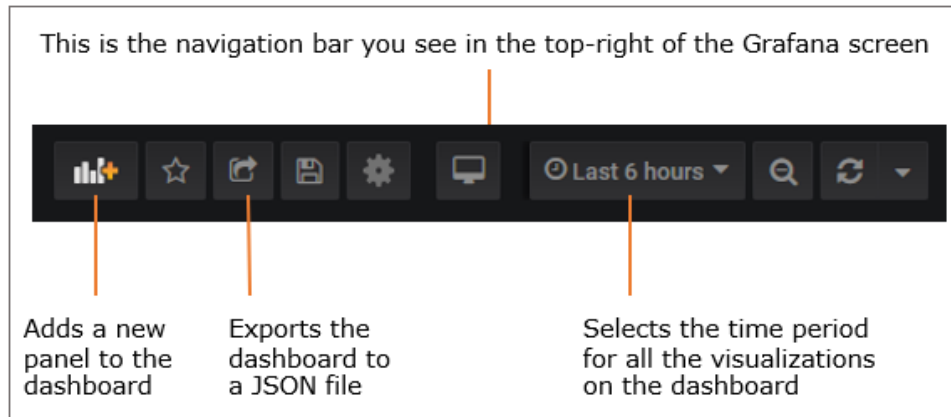 This is the navigation bar you see in the top-right of the Grafana screen
Last 6 hours
Adds a new
panel to the
dashboard
Exports the
dashboard to
a JSON file
Selects the time period
for all the visualizations
on the dashboard